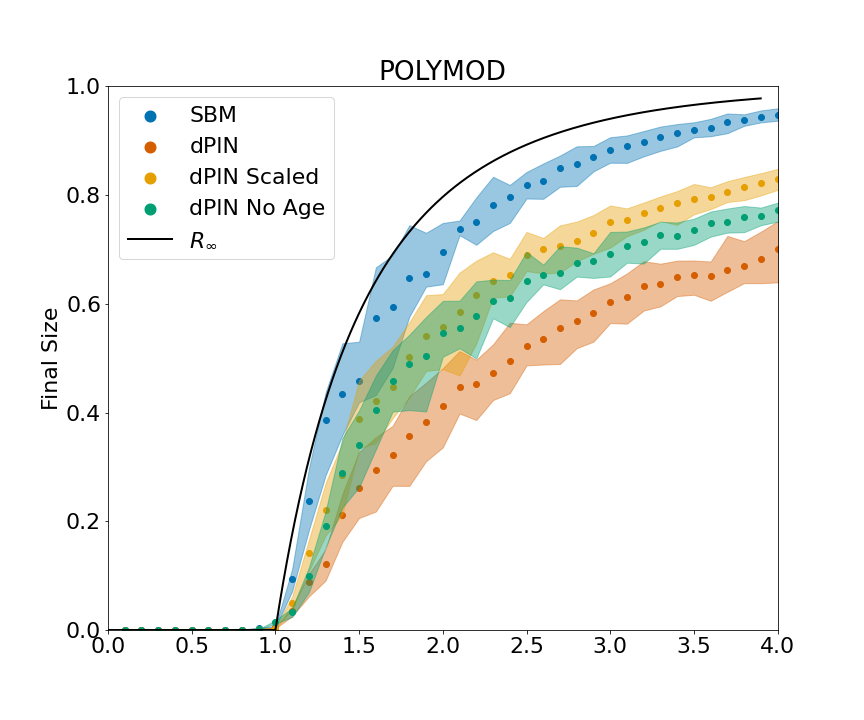 POLYMOD
SBM
dPIN
dPIN Scaled
dPIN No Age
R∞
Final Size
1.0
0.8
0.6
0.4
0.2
0.0
0.0 0.5 1.0 1.5 2.0 2.5 3.0 3.5 4.0